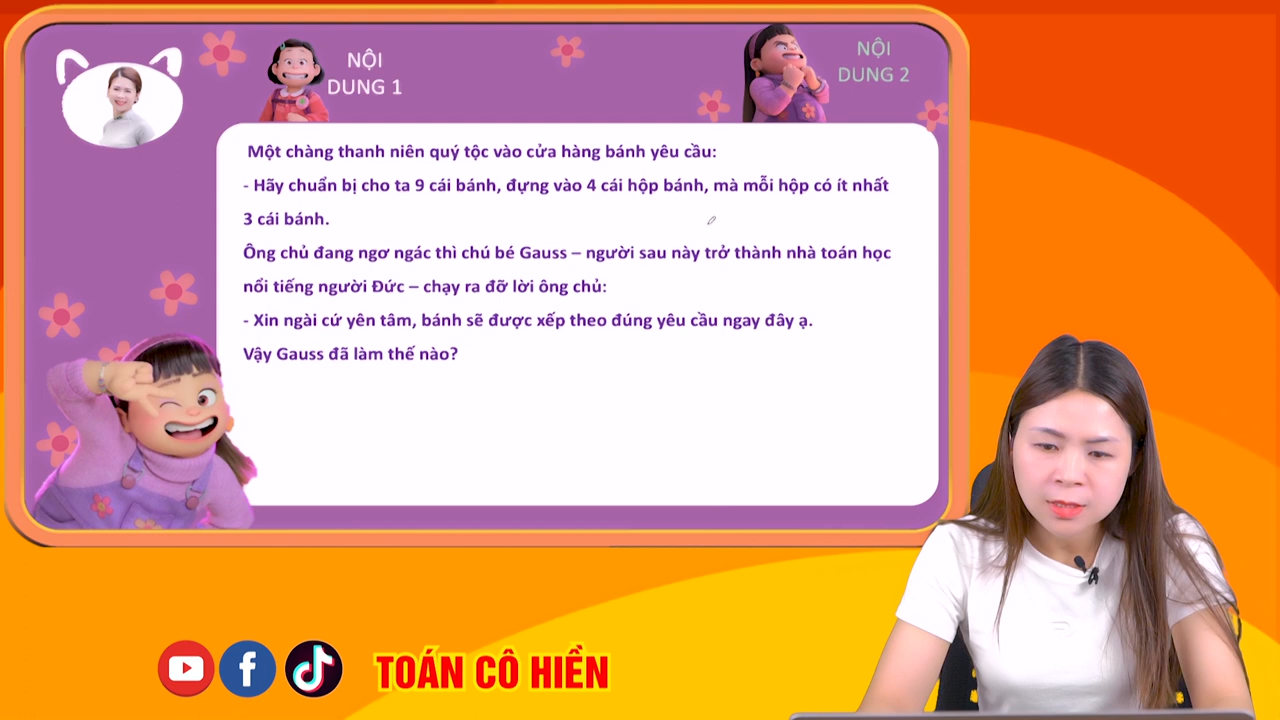 NỘI
DUNG 1
NỘI
DUNG 2
Một chàng thanh niên quý tộc vào cửa hàng bánh yêu cầu:
- Hãy chuẩn bị cho ta 9 cái bánh, đựng vào 4 cái hộp bánh, mà mỗi hộp có ít nhất
3 cái bánh.
Ông chủ đang ngơ ngác thì chú bé Gauss – người sau này trở thành nhà toán học
nổi tiếng người Đức – chạy ra đỡ lời ông chủ:
- Xin ngài cứ yên tâm, bánh sẽ được xếp theo đúng yêu cầu ngay đây ạ.
Vậy Gauss đã làm thế nào?
TOÁN CÔ HIỀN